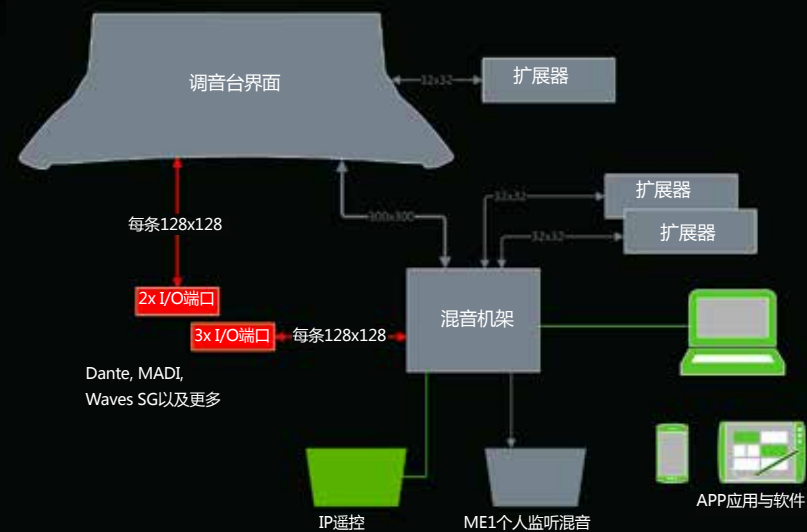 调音台界面
32x32
扩展器
每条128x128
300x300
32x32
扩展器
32x32
扩展器
2x I/O端口
混音机架
3x I/O端口
每条128x128
Dante, MADI,
Waves SG以及更多
APP应用与软件
IP遥控
ME1个人监听混音